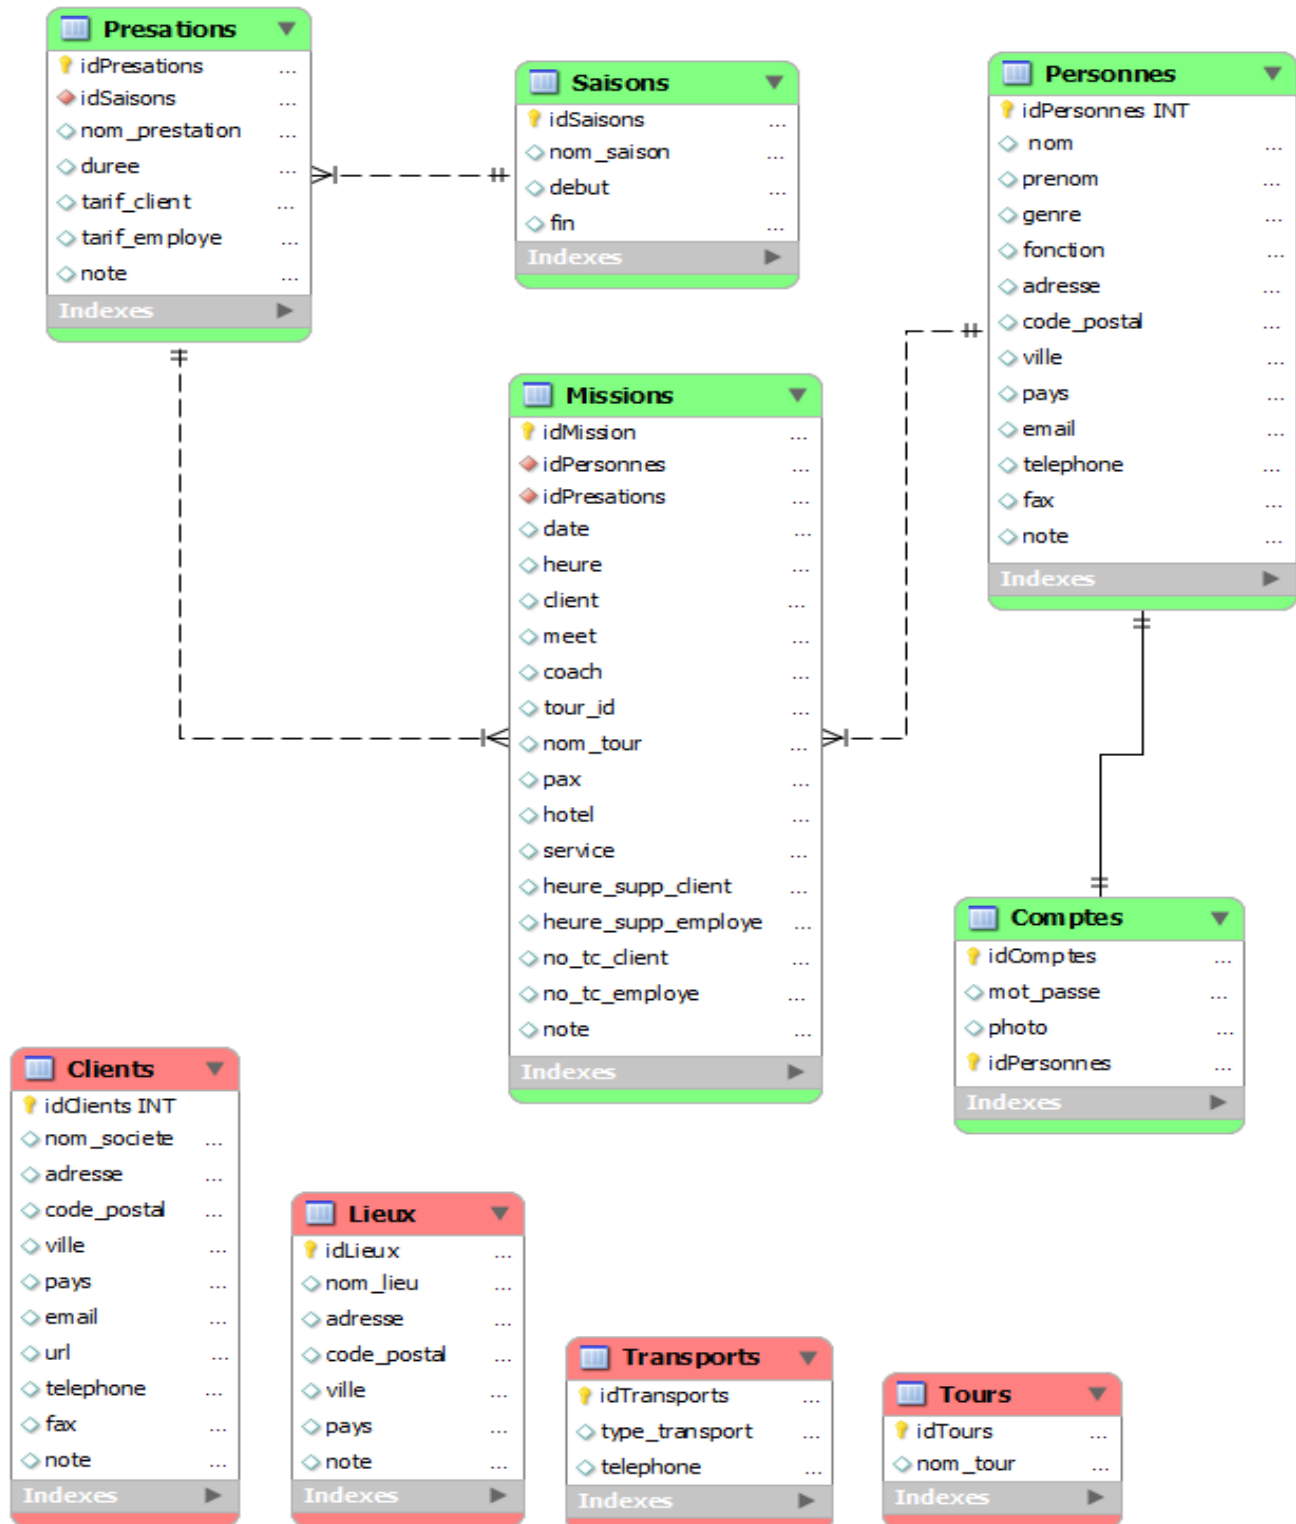 Presations
idPresations ...
idSaisons ...
nom_prestation ...
duree ...
tarif_client ...
tarif_employe ...
note ...
Indexes
Saisons
idSaisons ...
nom_saison ...
debut ...
fin ...
Indexes
Personnes
idPersonnes INT
nom ...
prenom ...
genre ...
fonction ...
adresse ...
code_postal ...
ville ...
pays ...
email ...
telephone ...
fax ...
note ...
Indexes
Missions
idMission ...
idPersonnes ...
idPresations ...
date ...
heure ...
client ...
meet ...
coach ...
tour_id ...
nom_tour ...
pax ...
hotel ...
service ...
heure_supp_client ...
heure_supp_employe ...
no_tc_client ...
no_tc_employe ...
note ...
Indexes
Comptes
idComptes ...
mot_passe ...
photo ...
idPersonnes ...
Indexes
Clients
idClients INT
nom_societe ...
adresse ...
code_postal ...
ville ...
pays ...
email ...
url ...
telephone ...
fax ...
note ...
Indexes
Lieux
idLieux ...
nom_lieu ...
adresse ...
code_postal ...
ville ...
pays ...
note ...
Indexes
Transports
idTransports ...
type_transport ...
telephone ...
Indexes
Tours
idTours ...
nom_tour ...
Indexes